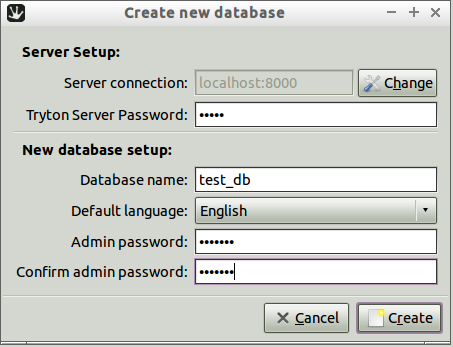 Create new database
Server Setup:
Server connection: localhost:8000 Change
Tryton Server Password: •••••
New database setup:
Database name: test_db
Default language: English
Admin password: •••••••
Confirm admin password: •••••••
Cancel Create